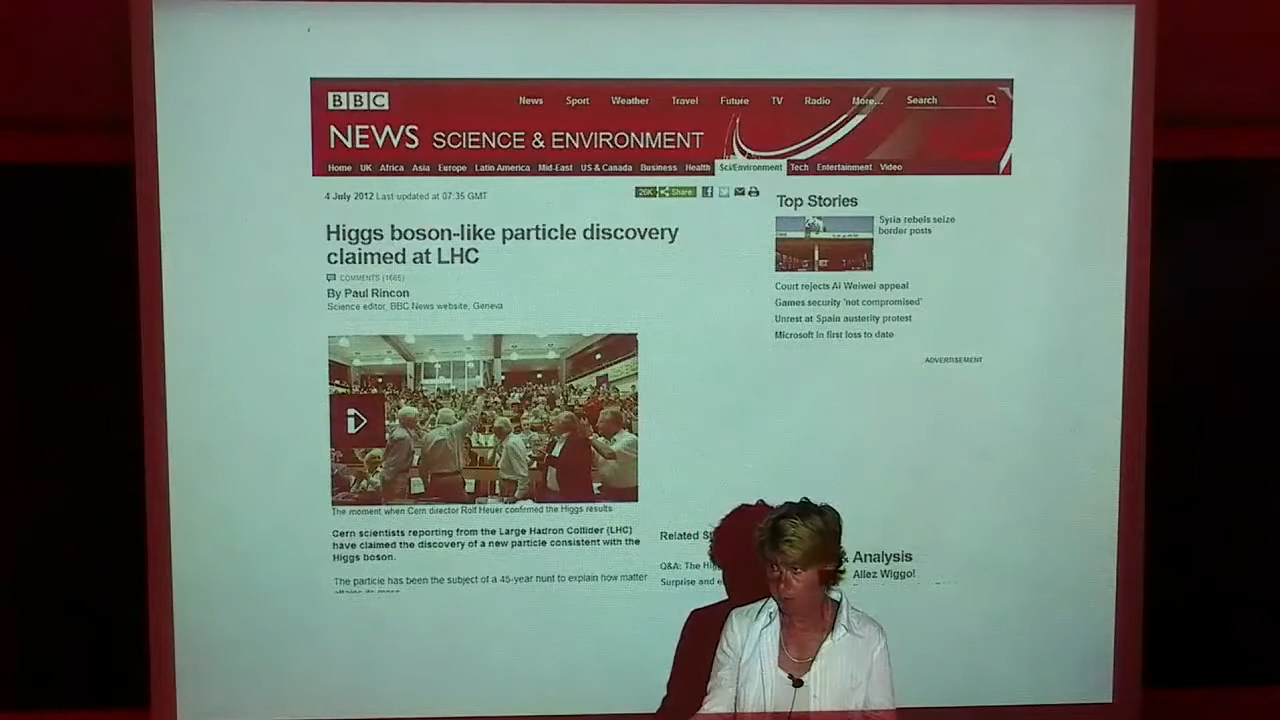 BBC
News Sport Weather Travel Future TV Radio More... Search
NEWS SCIENCE & ENVIRONMENT
Home UK Africa Asia Europe Latin America Mid-East US & Canada Business Health Sci/Environment Tech Entertainment Video
4 July 2012 Last updated at 07:35 GMT
26K Share
Higgs boson-like particle discovery
claimed at LHC
COMMENTS (1665)
By Paul Rincon
Science editor, BBC News website, Geneva
The moment when Cern director Rolf Heuer confirmed the Higgs results
Cern scientists reporting from the Large Hadron Collider (LHC)
have claimed the discovery of a new particle consistent with the
Higgs boson.
The particle has been the subject of a 45-year hunt to explain how matter
Top Stories
Syria rebels seize
border posts
Court rejects Ai Weiwei appeal
Games security 'not compromised'
Unrest at Spain austerity protest
Microsoft in first loss to date
ADVERTISEMENT
Related
Q&A: The
Surprise and
& Analysis
Allez Wiggo!